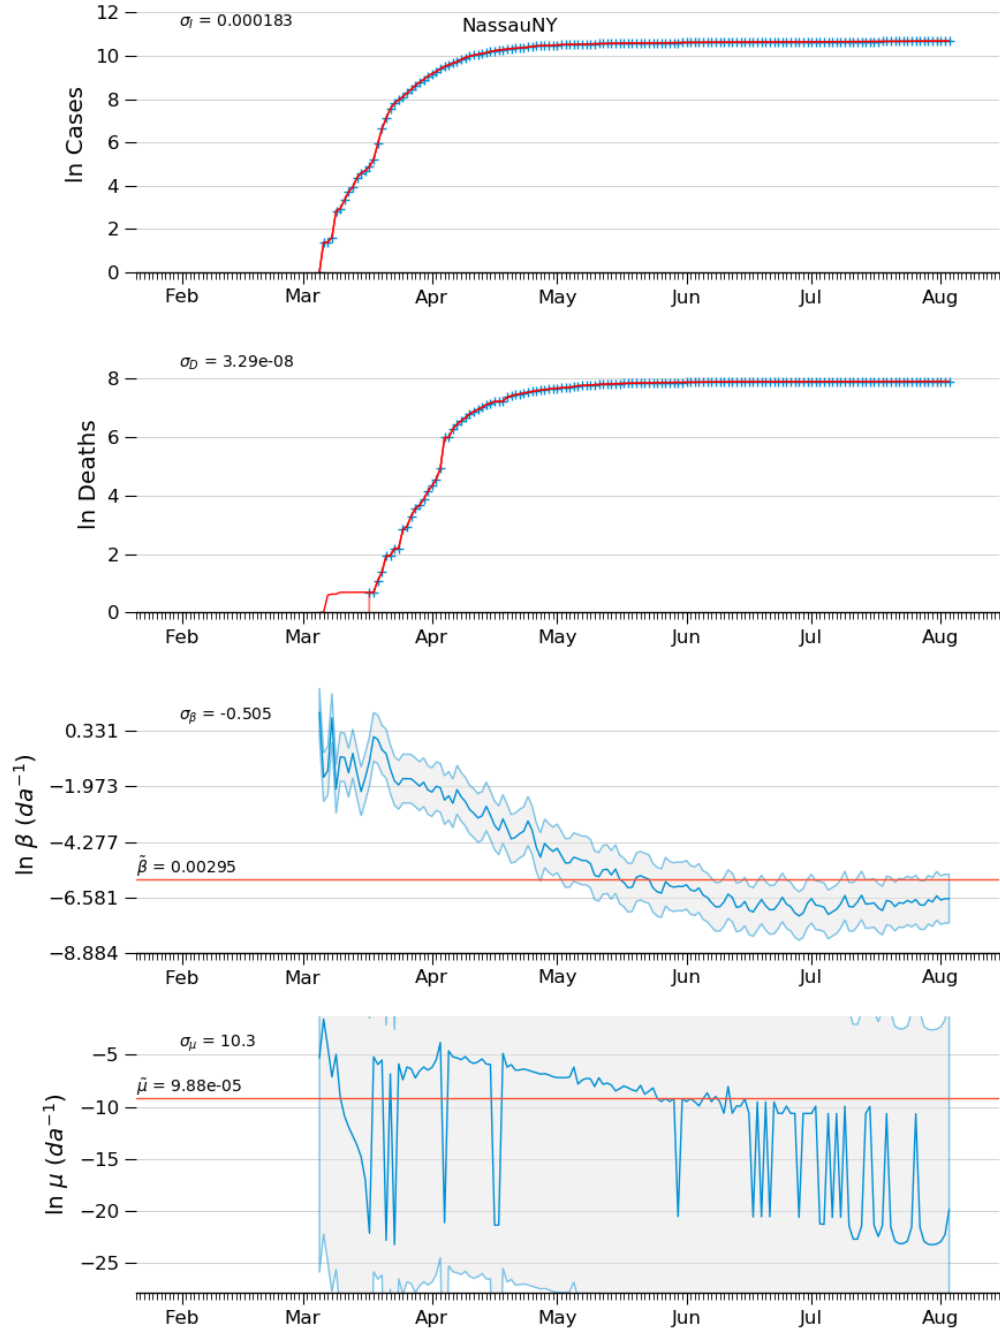 NassauNY
σ_I = 0.000183
ln Cases
12
10
8
6
4
2
0
Feb Mar Apr May Jun Jul Aug
σ_D = 3.29e-08
ln Deaths
8
6
4
2
0
Feb Mar Apr May Jun Jul Aug
σ_β = -0.505
ln β (da⁻¹)
0.331
−1.973
−4.277
β̃ = 0.00295
−6.581
−8.884
Feb Mar Apr May Jun Jul Aug
σ_μ = 10.3
ln μ (da⁻¹)
−5
μ̃ = 9.88e-05
−10
−15
−20
−25
Feb Mar Apr May Jun Jul Aug